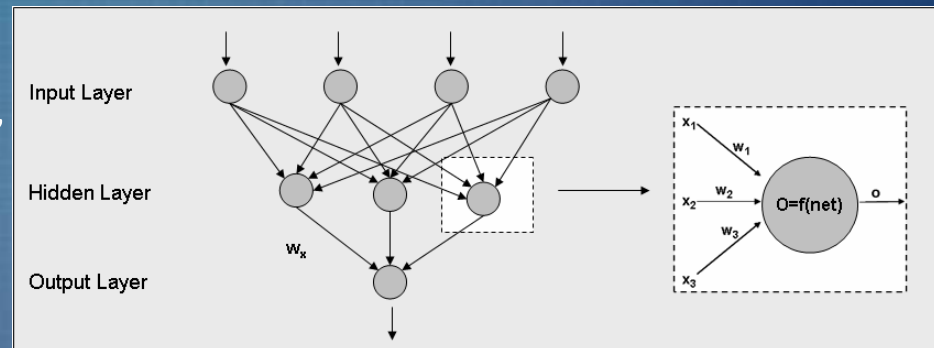 Input Layer
Hidden Layer
Output Layer
wₓ
x₁
w₁
x₂
w₂
O=f(net)
o
w₃
x₃